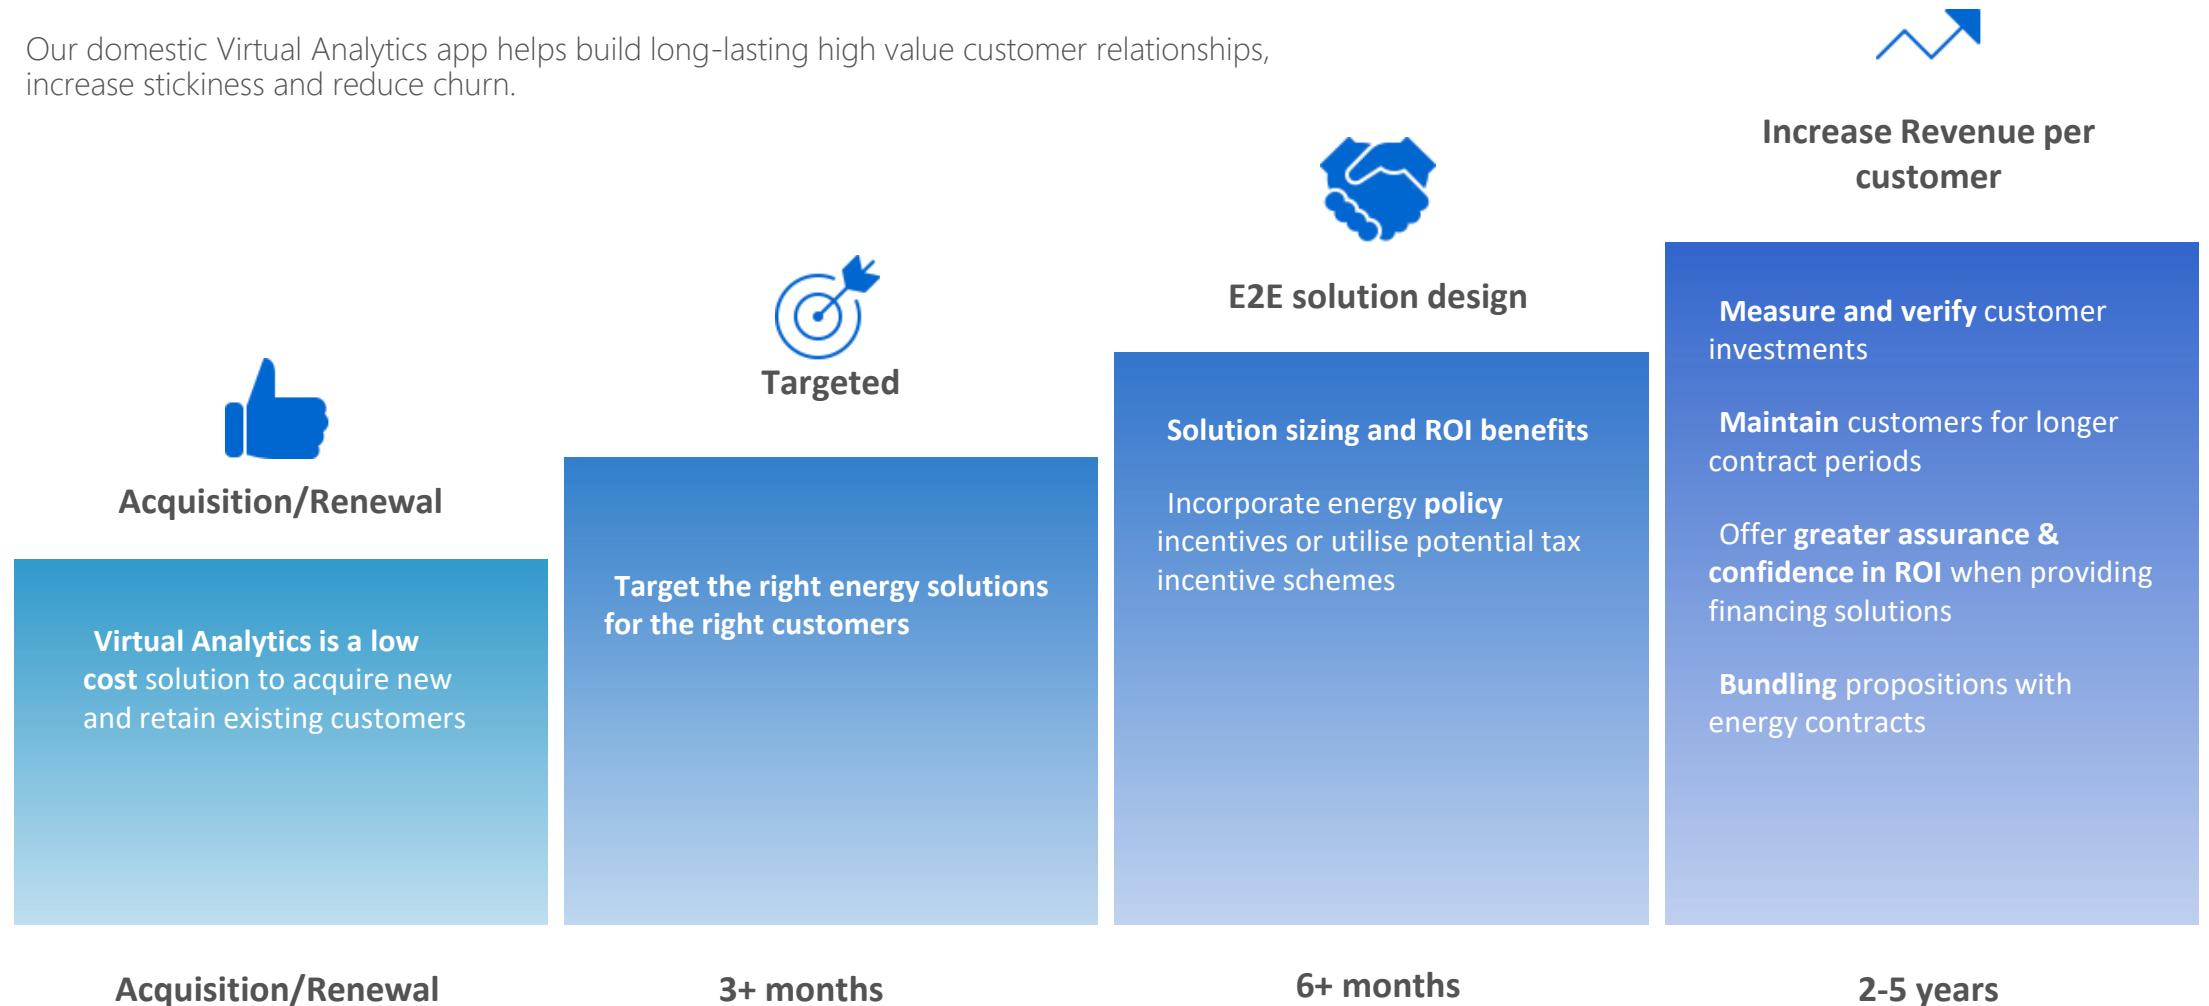 Our domestic Virtual Analytics app helps build long-lasting high value customer relationships,
increase stickiness and reduce churn.
Acquisition/Renewal
Virtual Analytics is a low
cost solution to acquire new
and retain existing customers
Acquisition/Renewal
Targeted
Target the right energy solutions
for the right customers
3+ months
E2E solution design
Solution sizing and ROI benefits
Incorporate energy policy
incentives or utilise potential tax
incentive schemes
6+ months
Increase Revenue per
customer
Measure and verify customer
investments
Maintain customers for longer
contract periods
Offer greater assurance &
confidence in ROI when providing
financing solutions
Bundling propositions with
energy contracts
2-5 years